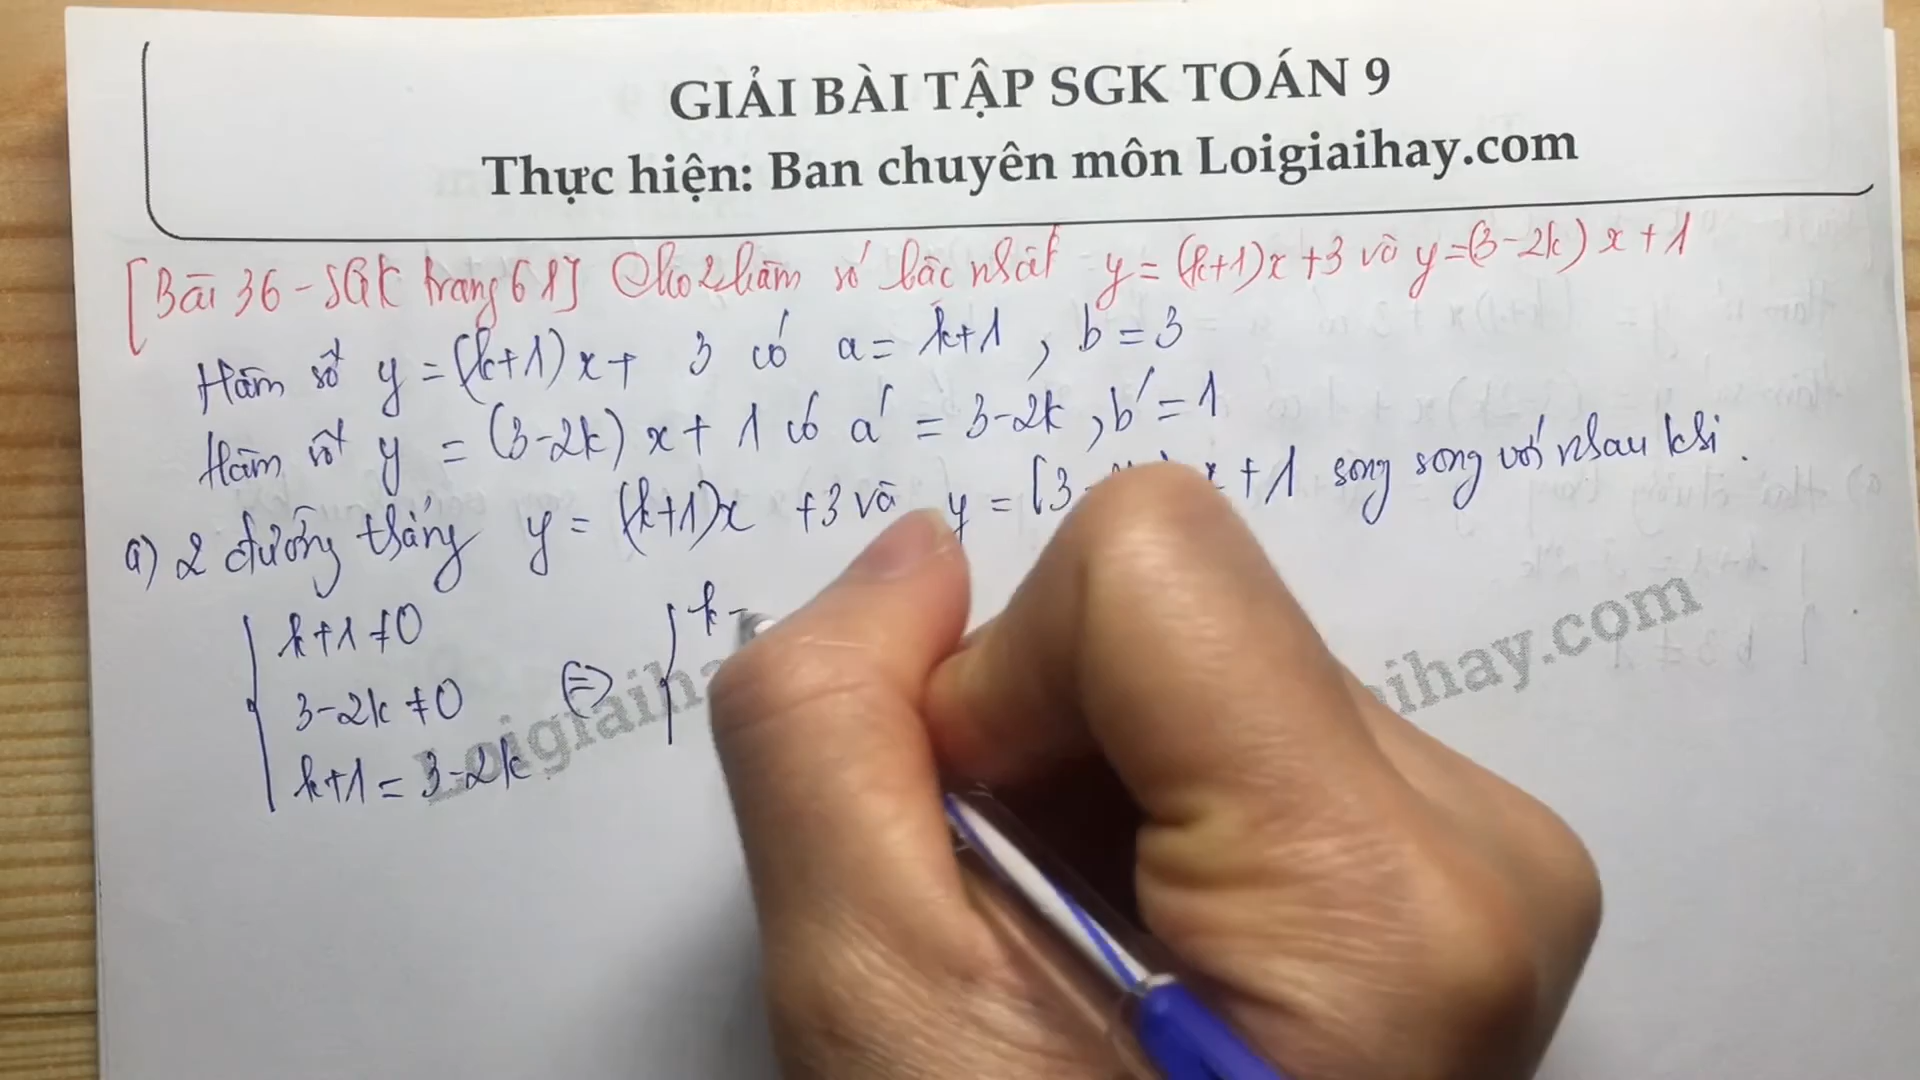 GIẢI BÀI TẬP SGK TOÁN 9
Thực hiện: Ban chuyên môn Loigiaihay.com
[Bài 36 - SGK trang 61] Cho 2 hàm số bậc nhất y = (k+1)x + 3 và y = (3-2k)x + 1
Hàm số y = (k+1)x + 3 có a = k+1, b = 3
Hàm số y = (3-2k)x + 1 có a' = 3-2k, b' = 1
a) 2 đường thẳng y = (k+1)x + 3 và y = (3- x + 1 song song với nhau khi.
k+1 ≠ 0
3-2k ≠ 0 ⇔ k
k+1 = 3-2k
Loigiaiha
aihay.com